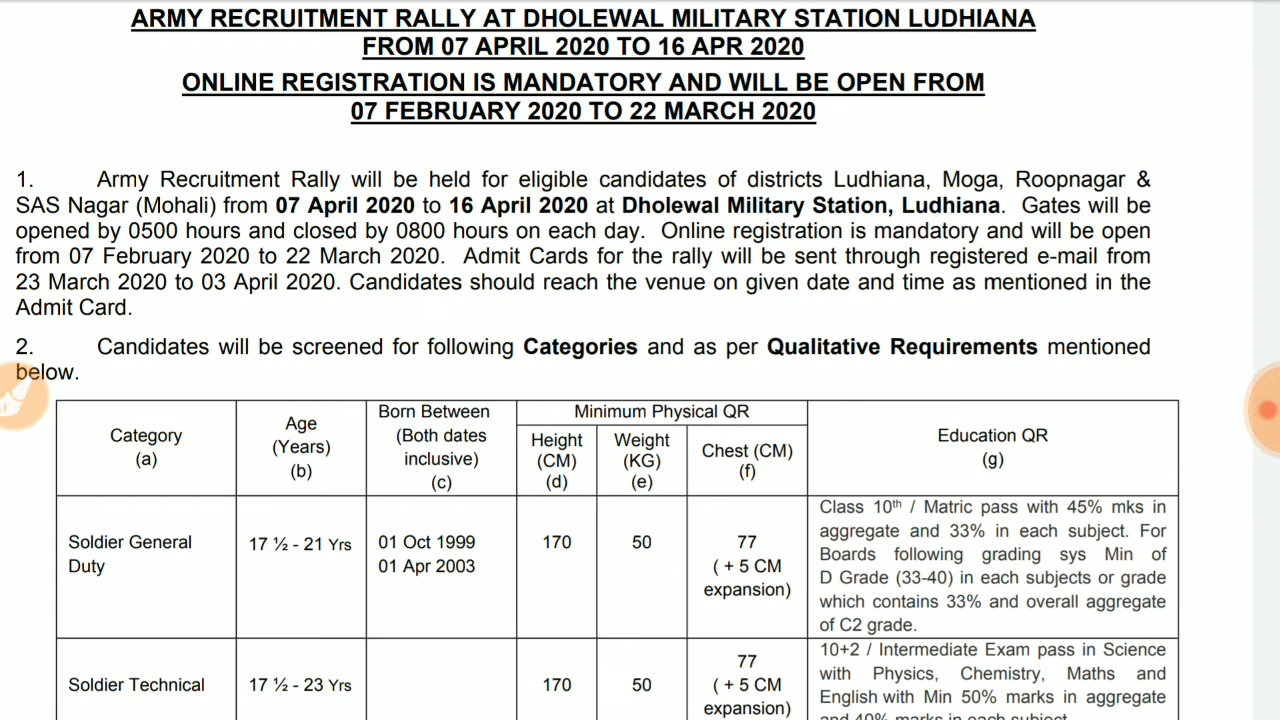 ARMY RECRUITMENT RALLY AT DHOLEWAL MILITARY STATION LUDHIANA
FROM 07 APRIL 2020 TO 16 APR 2020
ONLINE REGISTRATION IS MANDATORY AND WILL BE OPEN FROM
07 FEBRUARY 2020 TO 22 MARCH 2020
1. Army Recruitment Rally will be held for eligible candidates of districts Ludhiana, Moga, Roopnagar &
SAS Nagar (Mohali) from 07 April 2020 to 16 April 2020 at Dholewal Military Station, Ludhiana. Gates will be
opened by 0500 hours and closed by 0800 hours on each day. Online registration is mandatory and will be open
from 07 February 2020 to 22 March 2020. Admit Cards for the rally will be sent through registered e-mail from
23 March 2020 to 03 April 2020. Candidates should reach the venue on given date and time as mentioned in the
Admit Card.
2. Candidates will be screened for following Categories and as per Qualitative Requirements mentioned
below.
Category
(a)
Age
(Years)
(b)
Born Between
(Both dates
inclusive)
(c)
Minimum Physical QR
Height
(CM)
(d)
Weight
(KG)
(e)
Chest (CM)
(f)
Education QR
(g)
Soldier General
Duty
17 ½ - 21 Yrs
01 Oct 1999
01 Apr 2003
170
50
77
( + 5 CM
expansion)
Class 10th / Matric pass with 45% mks in
aggregate and 33% in each subject. For
Boards following grading sys Min of
D Grade (33-40) in each subjects or grade
which contains 33% and overall aggregate
of C2 grade.
Soldier Technical
17 ½ - 23 Yrs
170
50
77
( + 5 CM
expansion)
10+2 / Intermediate Exam pass in Science
with Physics, Chemistry, Maths and
English with Min 50% marks in aggregate
and 40% marks in each subject.